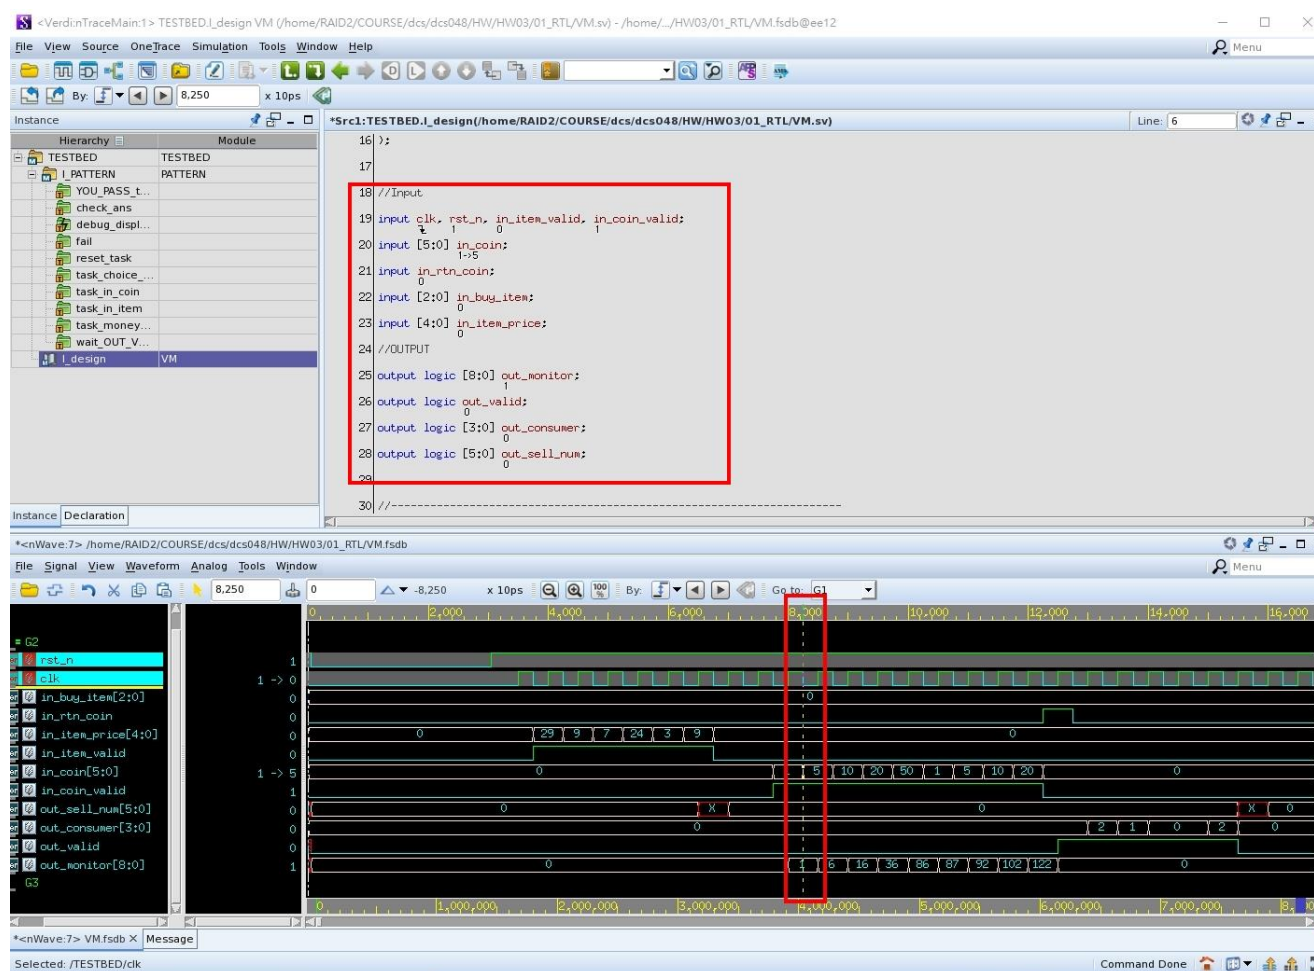 <Verdi:nTraceMain:1> TESTBED.I_design VM (/home/RAID2/COURSE/dcs/dcs048/HW/HW03/01_RTL/VM.sv) - /home/.../HW03/01_RTL/VM.fsdb@ee12
File View Source OneTrace Simulation Tools Window Help
Menu
By: 8,250 x 10ps
Instance
Hierarchy Module
TESTBED TESTBED
I_PATTERN PATTERN
YOU_PASS_t...
check_ans
debug_displ...
fail
reset_task
task_choice_...
task_in_coin
task_in_item
task_money...
wait_OUT_V...
I_design VM
Instance Declaration
*Src1:TESTBED.I_design(/home/RAID2/COURSE/dcs/dcs048/HW/HW03/01_RTL/VM.sv) Line: 6
16 );
17
18 //Input
19 input clk, rst_n, in_item_valid, in_coin_valid;
1 0 1
20 input [5:0] in_coin;
1->5
21 input in_rtn_coin;
0
22 input [2:0] in_buy_item;
0
23 input [4:0] in_item_price;
0
24 //OUTPUT
25 output logic [8:0] out_monitor;
1
26 output logic out_valid;
0
27 output logic [3:0] out_consumer;
0
28 output logic [5:0] out_sell_num;
0
29
30 //----------------------------------------------------------------------
*<nWave:7> /home/RAID2/COURSE/dcs/dcs048/HW/HW03/01_RTL/VM.fsdb
File Signal View Waveform Analog Tools Window
Menu
8,250 0 -8,250 x 10ps 100 By: Go to: G1
0 2,000 4,000 6,000 8,000 10,000 12,000 14,000 16,000
G2
rst_n 1
clk 1 -> 0
in_buy_item[2:0] 0 0
in_rtn_coin 0
in_item_price[4:0] 0 0 29 9 7 24 3 9 0
in_item_valid 0
in_coin[5:0] 1 -> 5 0 1 5 10 20 50 1 5 10 20 0
in_coin_valid 1
out_sell_num[5:0] 0 0 X 0 X 0
out_consumer[3:0] 0 0 2 1 0 2 0
out_valid 0
out_monitor[8:0] 1 0 1 6 16 36 86 87 92 102 122 0
G3
0 1,000,000 2,000,000 3,000,000 4,000,000 5,000,000 6,000,000 7,000,000 8,
*<nWave:7> VM.fsdb X Message
Selected: /TESTBED/clk
Command Done